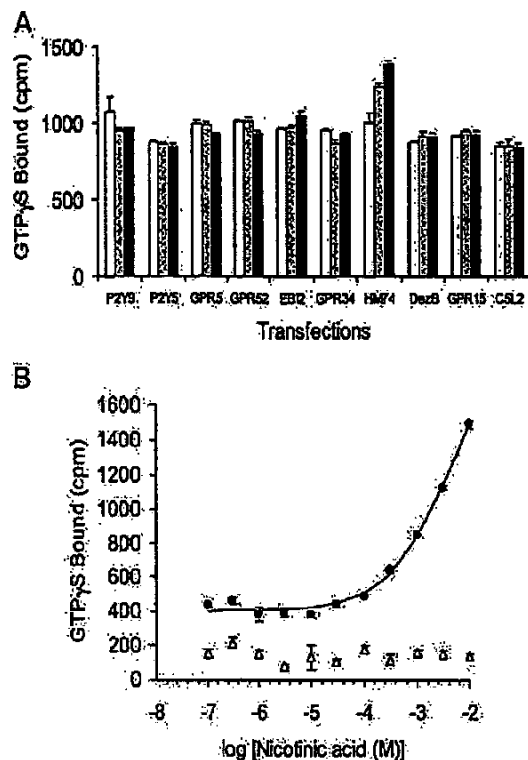 A
GTPγS Bound (cpm)
1500
1000
500
0
P2Y9 P2Y5 GPR5 GPR52 EBI2 GPR34 HM74 DezB GPR15 C5L2
Transfections
B
GTPγS Bound (cpm)
1600
1400
1200
1000
800
600
400
200
0
-8 -7 -6 -5 -4 -3 -2
log [Nicotinic acid (M)]